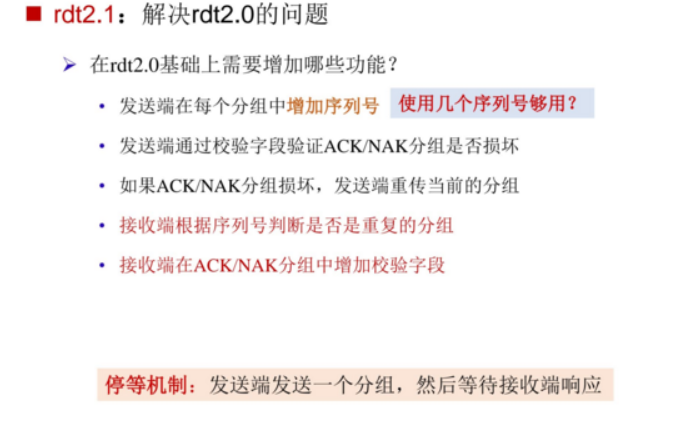 ■ rdt2.1：解决rdt2.0的问题
➢ 在rdt2.0基础上需要增加哪些功能？
• 发送端在每个分组中增加序列号 使用几个序列号够用？
• 发送端通过校验字段验证ACK/NAK分组是否损坏
• 如果ACK/NAK分组损坏，发送端重传当前的分组
• 接收端根据序列号判断是否是重复的分组
• 接收端在ACK/NAK分组中增加校验字段
停等机制：发送端发送一个分组，然后等待接收端响应